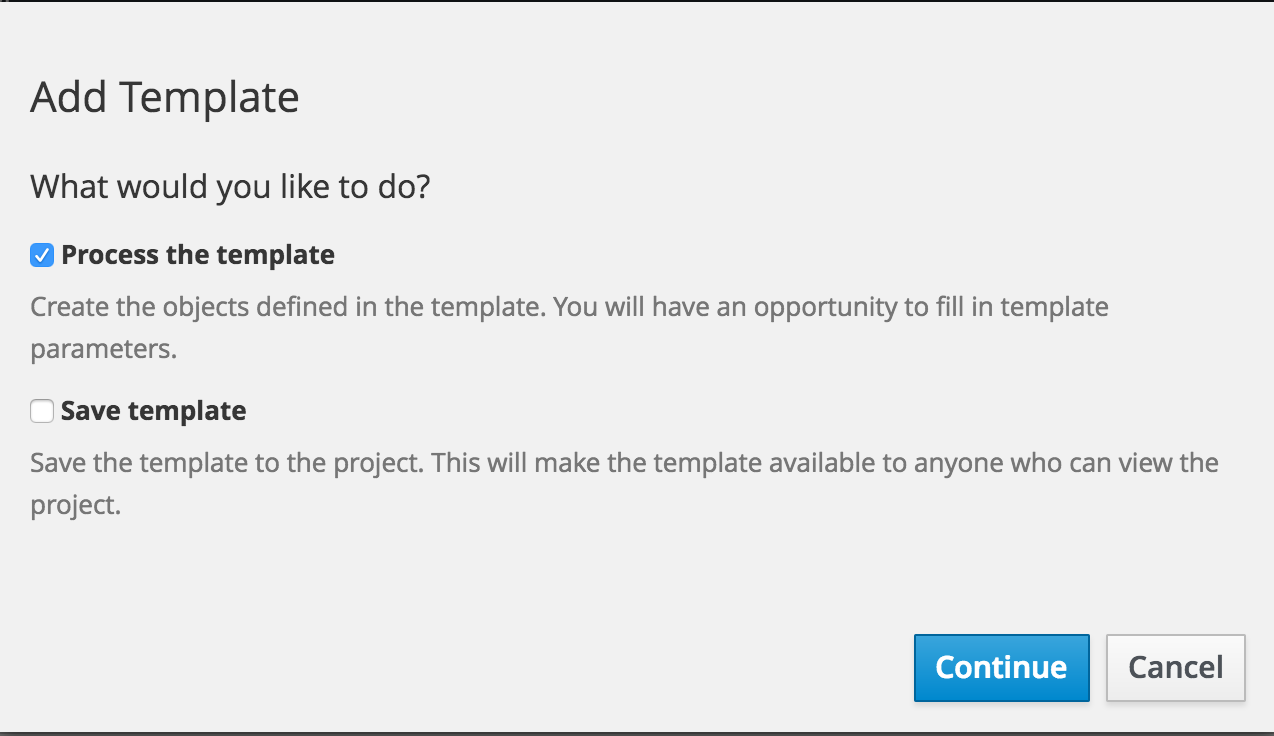 Add Template
What would you like to do?
Process the template
Create the objects defined in the template. You will have an opportunity to fill in template
parameters.
Save template
Save the template to the project. This will make the template available to anyone who can view the
project.
Continue
Cancel